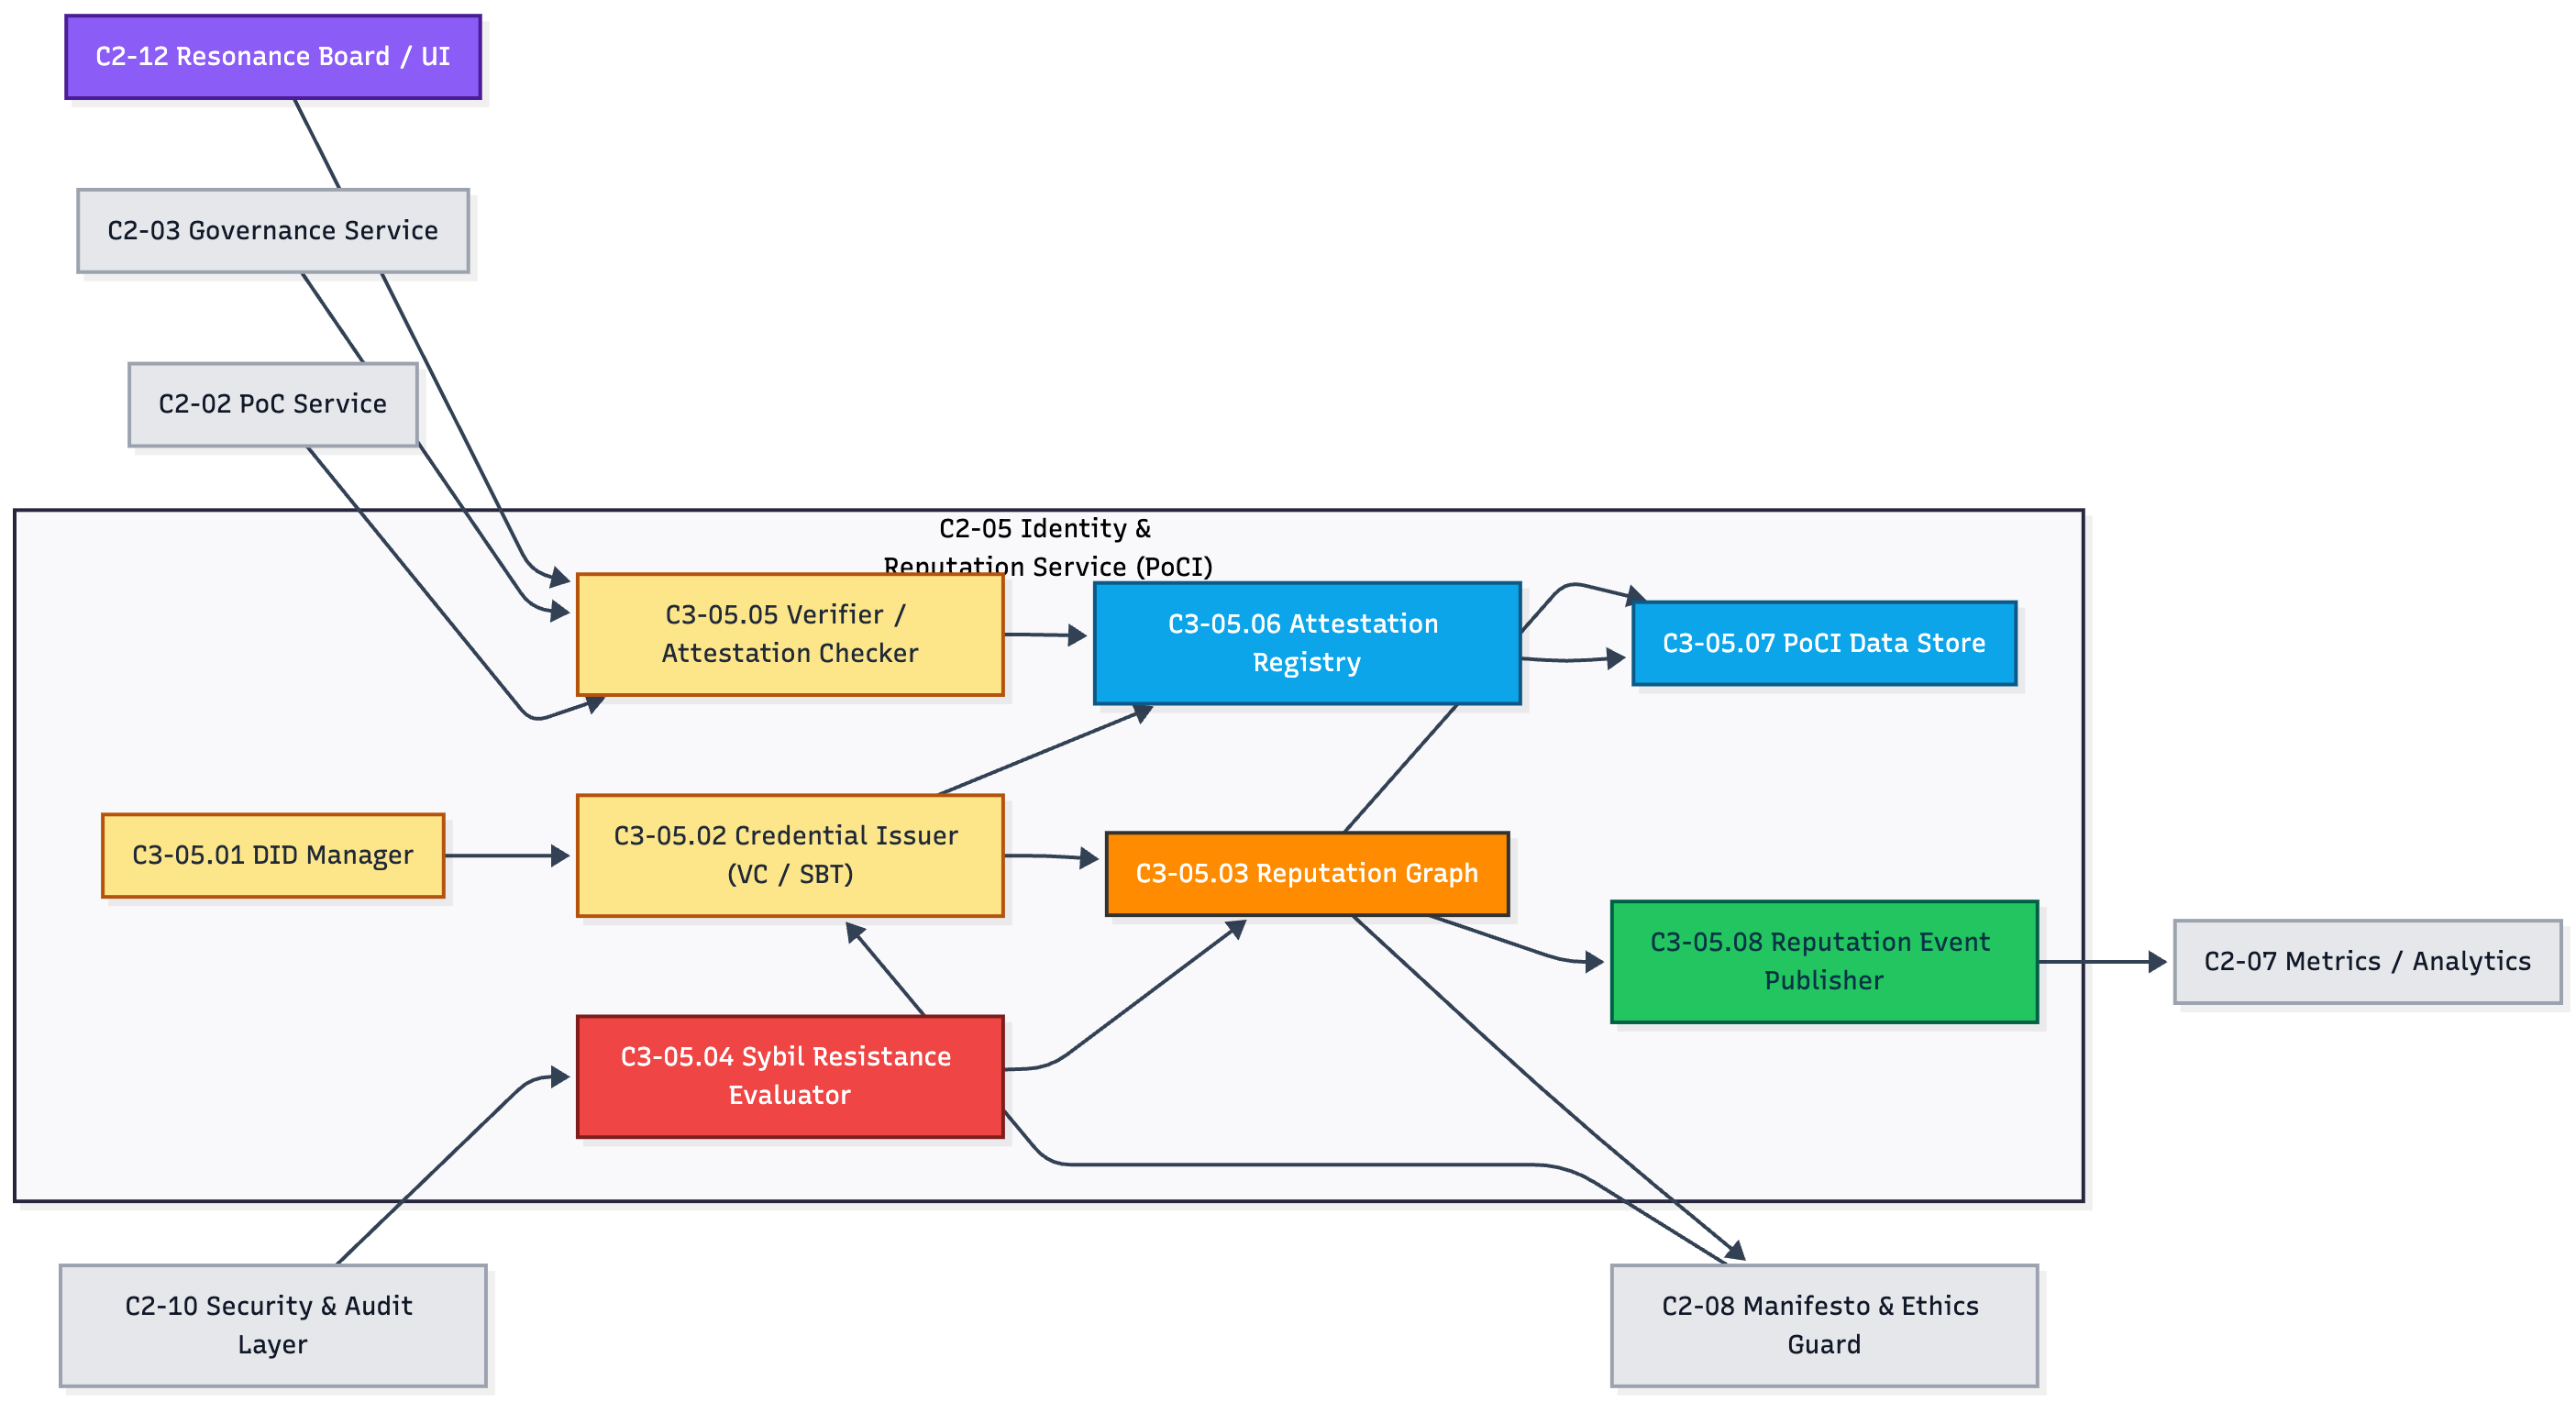 C2-12 Resonance Board / UI
C2-03 Governance Service
C2-02 PoC Service
C2-05 Identity &
Reputation Service (PoCI)
C3-05.05 Verifier /
Attestation Checker
C3-05.06 Attestation
Registry
C3-05.07 PoCI Data Store
C3-05.01 DID Manager
C3-05.02 Credential Issuer
(VC / SBT)
C3-05.03 Reputation Graph
C3-05.08 Reputation Event
Publisher
C2-07 Metrics / Analytics
C3-05.04 Sybil Resistance
Evaluator
C2-10 Security & Audit
Layer
C2-08 Manifesto & Ethics
Guard